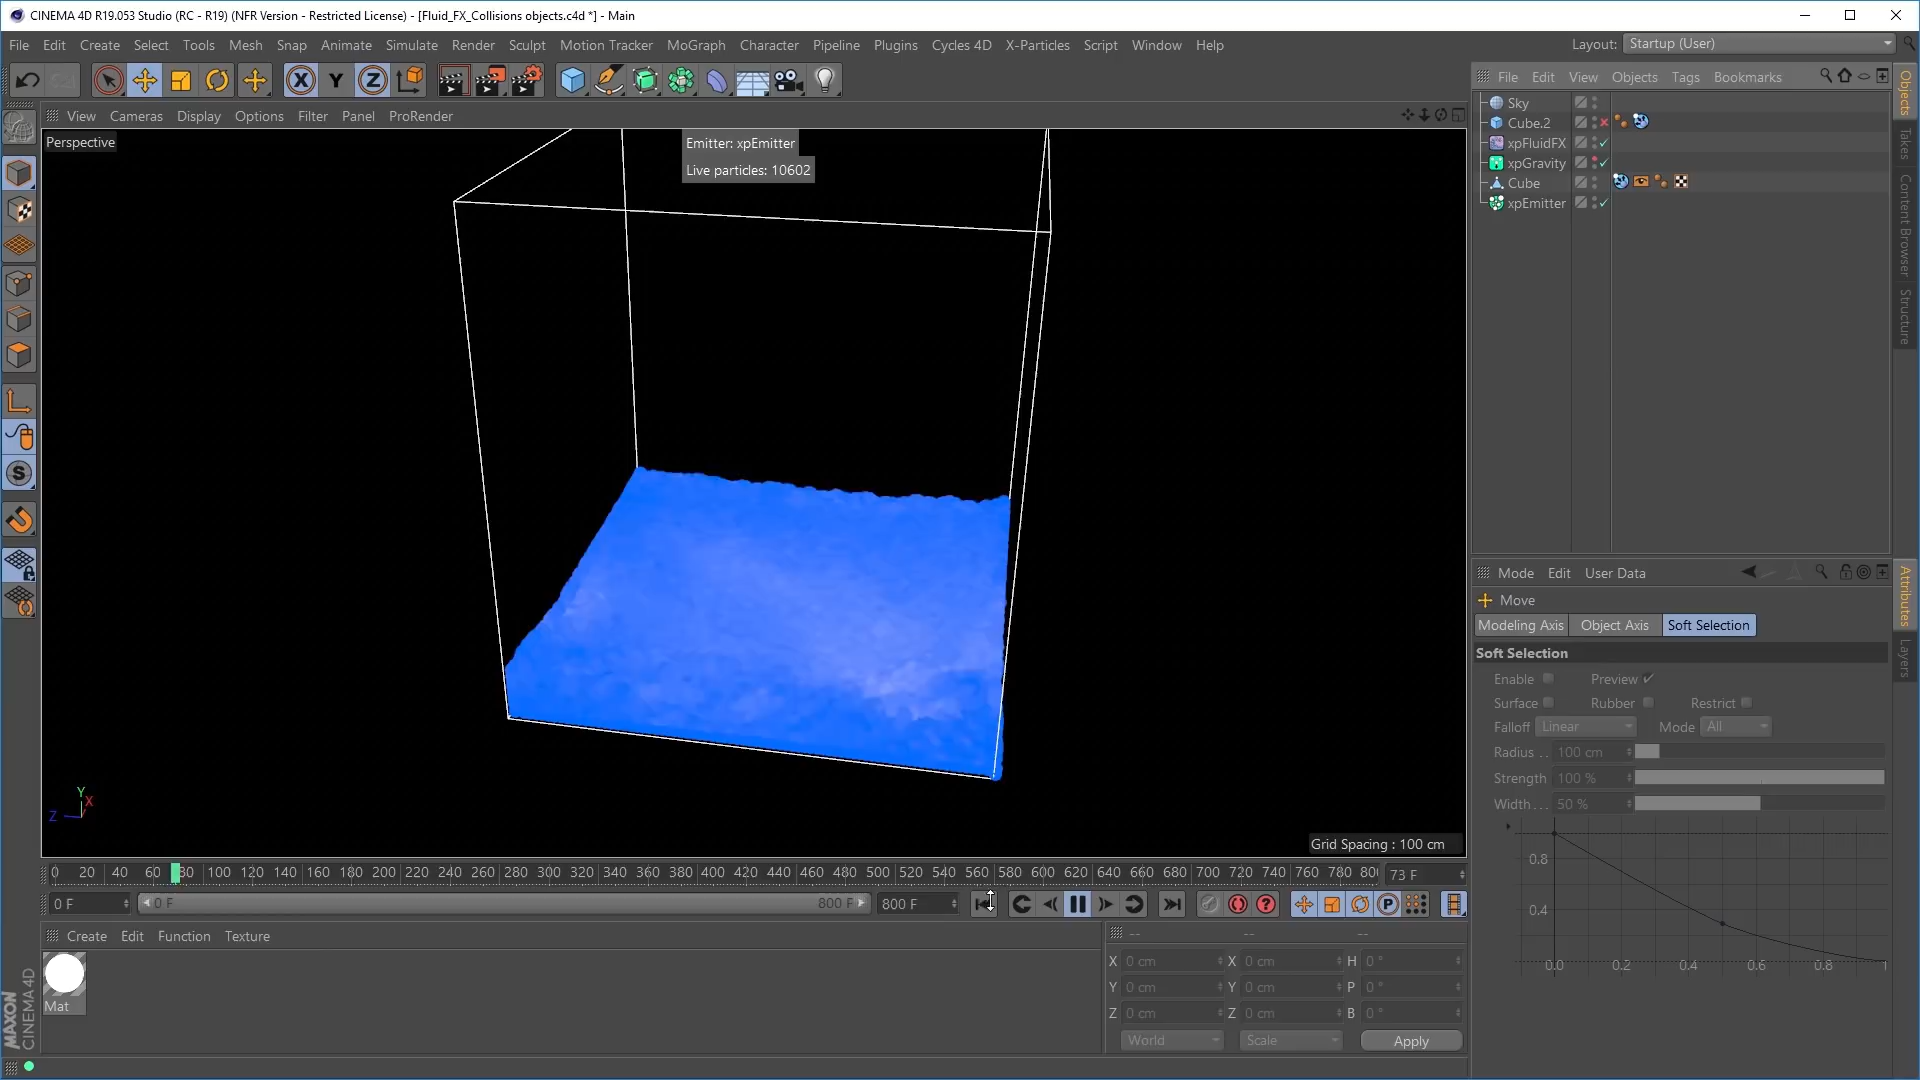 CINEMA 4D R19.053 Studio (RC - R19) (NFR Version - Restricted License) - [Fluid_FX_Collisions objects.c4d *] - Main
File Edit Create Select Tools Mesh Snap Animate Simulate Render Sculpt Motion Tracker MoGraph Character Pipeline Plugins Cycles 4D X-Particles Script Window Help
Layout: Startup (User)
X Y Z
File Edit View Objects Tags Bookmarks
Sky
Cube.2
xpFluidFX
xpGravity
Cube
xpEmitter
Objects
Takes
Content Browser
Structure
View Cameras Display Options Filter Panel ProRender
Perspective
Emitter: xpEmitter
Live particles: 10602
Y
X
Z
Grid Spacing : 100 cm
S
Mode Edit User Data
Move
Modeling Axis Object Axis Soft Selection
Soft Selection
Enable Preview
Surface Rubber Restrict
Falloff Linear Mode All
Radius . . 100 cm
Strength 100 %
Width . . . 50 %
0.8
0.4
0.0 0.2 0.4 0.6 0.8 1
Attributes
Layers
0 20 40 60 80 100 120 140 160 180 200 220 240 260 280 300 320 340 360 380 400 420 440 460 480 500 520 540 560 580 600 620 640 660 680 700 720 740 760 780 80 73 F
0 F 0 F 800 F 800 F
P
Create Edit Function Texture
Mat
-- -- --
X 0 cm X 0 cm H 0 °
Y 0 cm Y 0 cm P 0 °
Z 0 cm Z 0 cm B 0 °
World Scale Apply
MAXON
CINEMA 4D